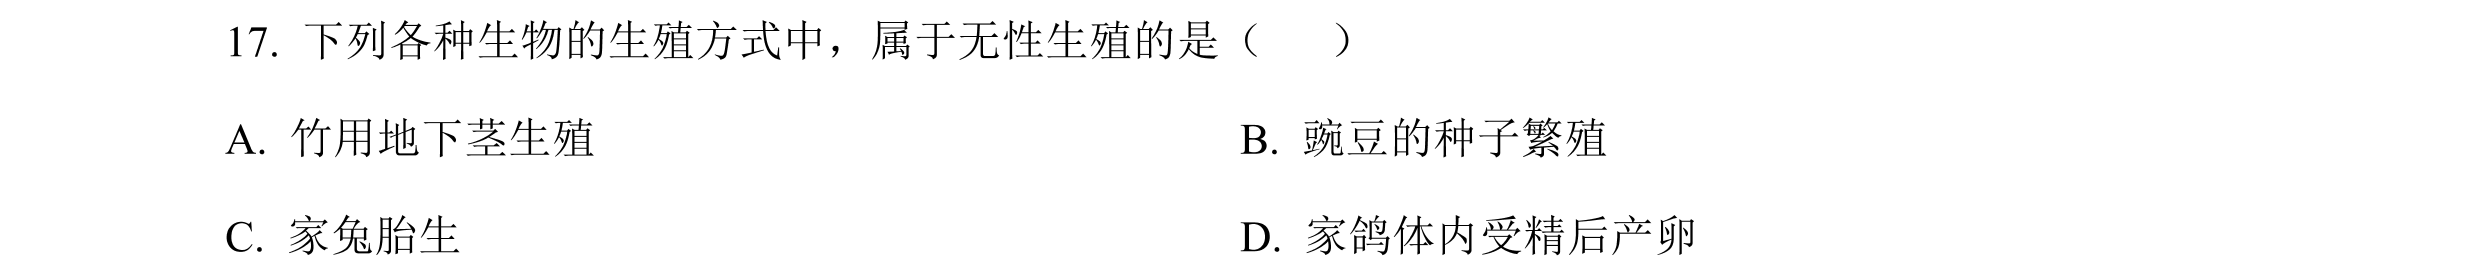 17. 下列各种生物的生殖方式中，属于无性生殖的是（　　）
A. 竹用地下茎生殖　　B. 豌豆的种子繁殖
C. 家兔胎生　　D. 家鸽体内受精后产卵